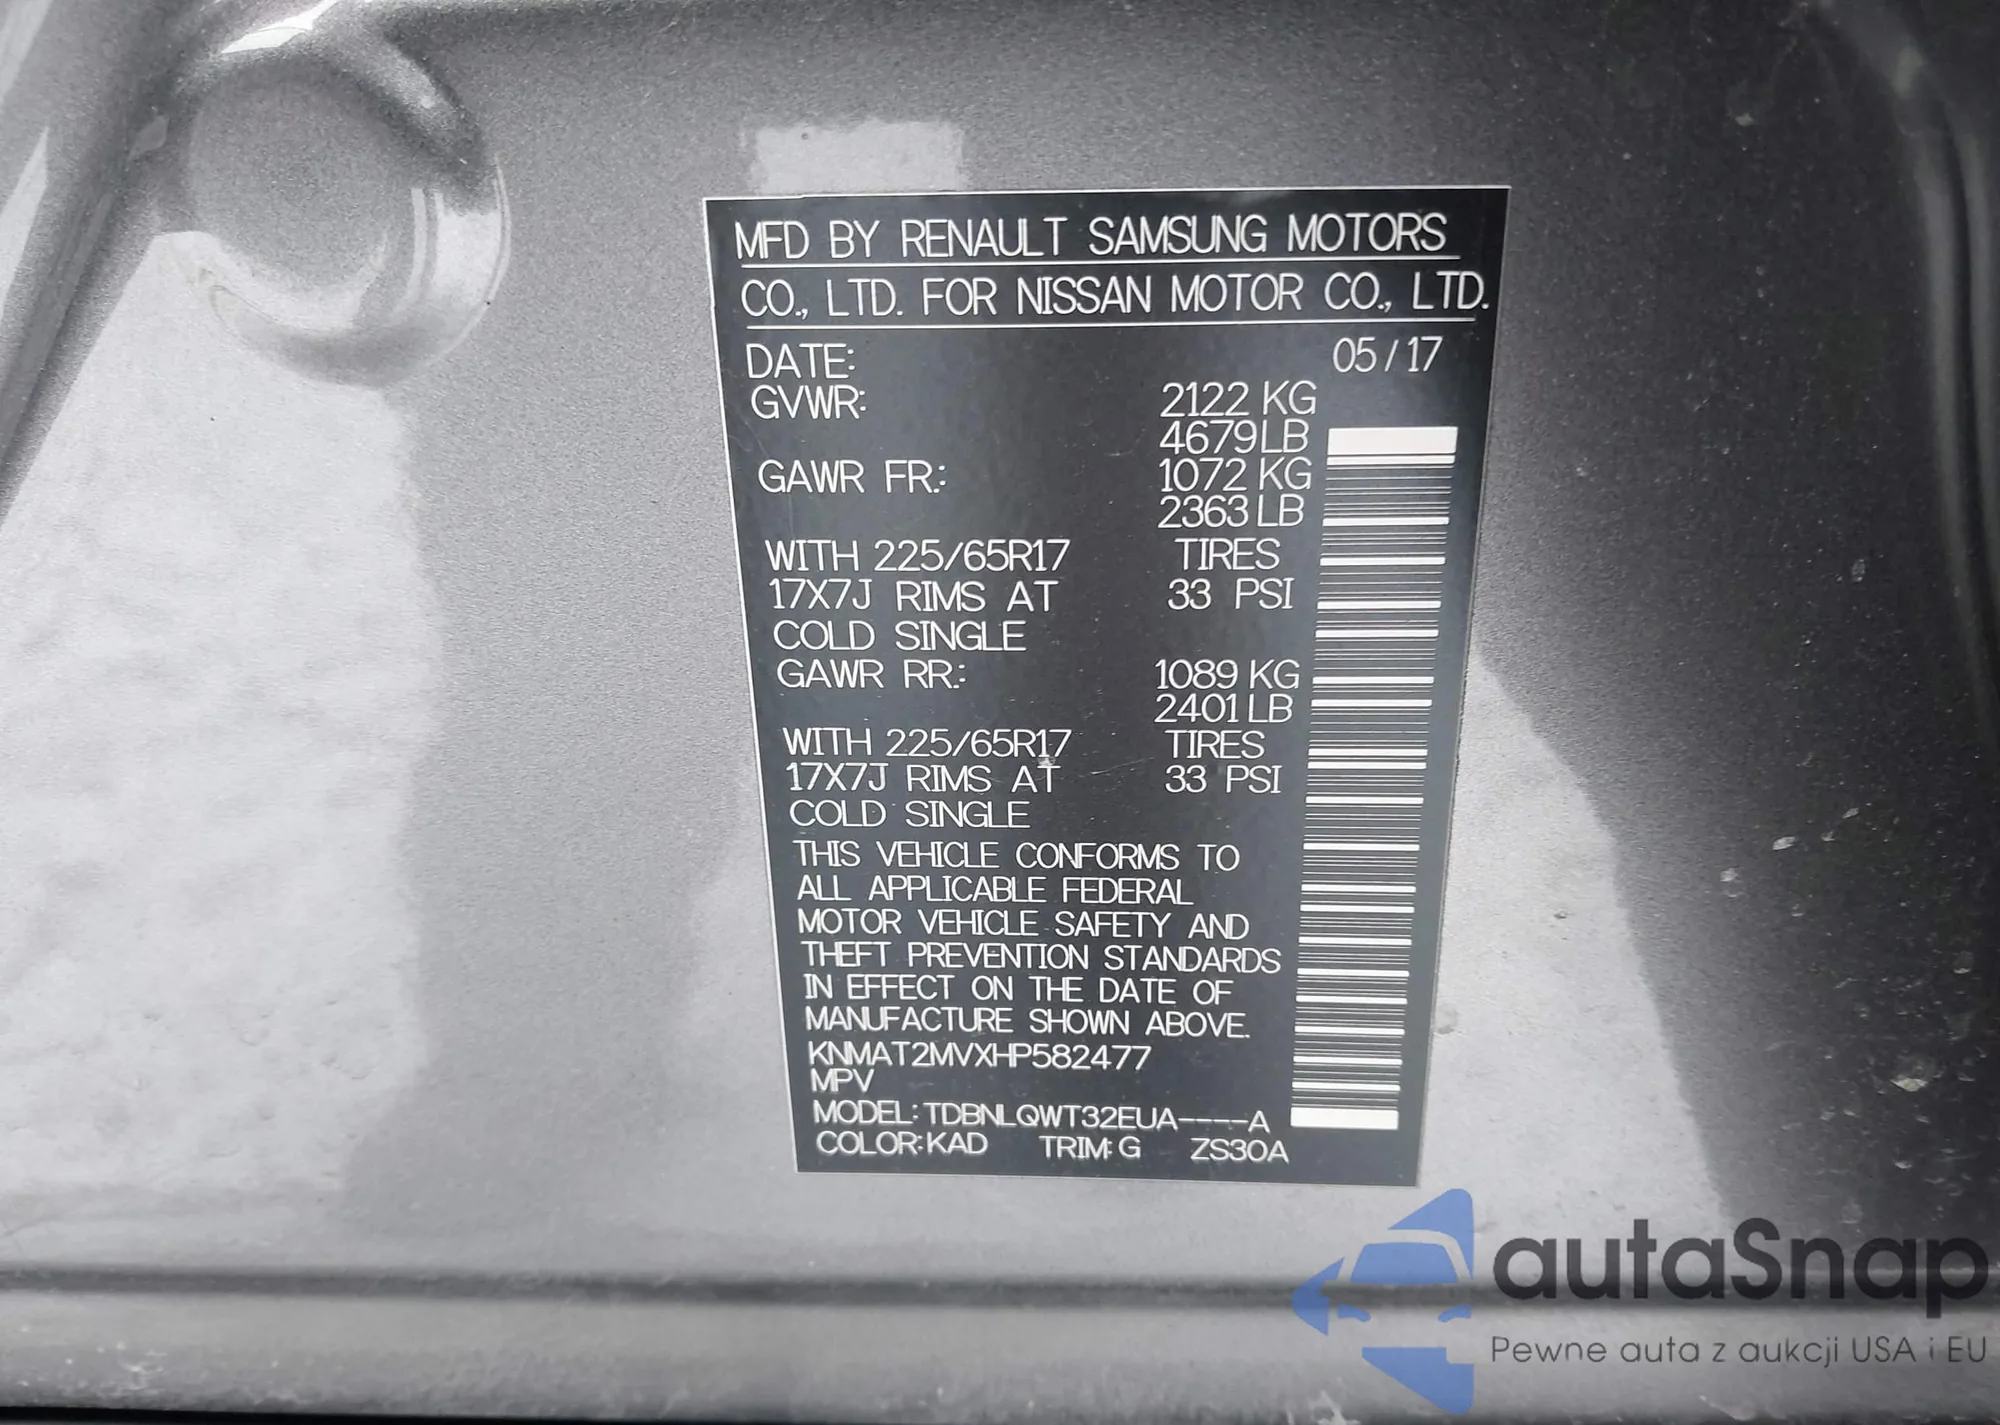 MFD BY RENAULT SAMSUNG MOTORS
CO., LTD. FOR NISSAN MOTOR CO., LTD.
DATE: 05/17
GVWR: 2122 KG
4679 LB
GAWR FR.: 1072 KG
2363 LB
WITH 225/65R17 TIRES
17X7J RIMS AT 33 PSI
COLD SINGLE
GAWR RR.: 1089 KG
2401 LB
WITH 225/65R17 TIRES
17X7J RIMS AT 33 PSI
COLD SINGLE
THIS VEHICLE CONFORMS TO
ALL APPLICABLE FEDERAL
MOTOR VEHICLE SAFETY AND
THEFT PREVENTION STANDARDS
IN EFFECT ON THE DATE OF
MANUFACTURE SHOWN ABOVE.
KNMAT2MVXHP582477
MPV
MODEL: TDBNLQWT32EUA----A
COLOR: KAD TRIM: G ZS30A
autaSnap
Pewne auta z aukcji USA i EU